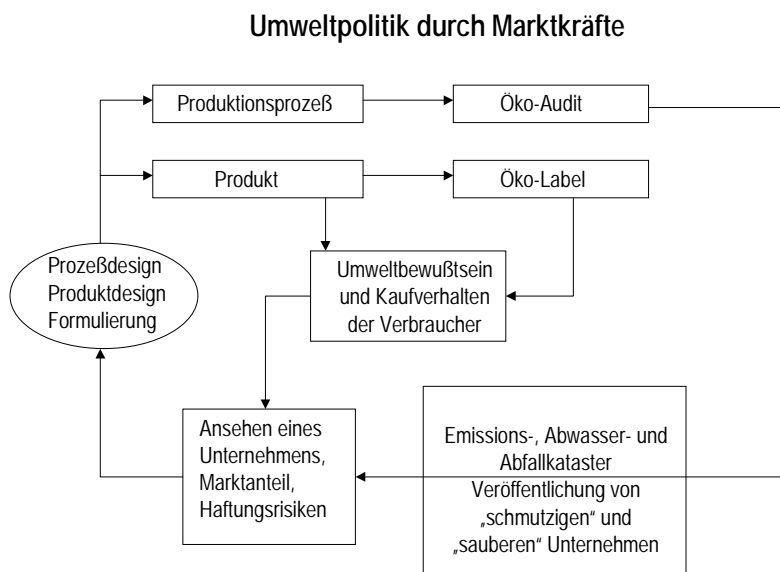 Umweltpolitik durch Marktkräfte
Produktionsprozeß
Öko-Audit
Produkt
Öko-Label
Prozeßdesign
Produktdesign
Formulierung
Umweltbewußtsein
und Kaufverhalten
der Verbraucher
Ansehen eines
Unternehmens,
Marktanteil,
Haftungsrisiken
Emissions-, Abwasser- und
Abfallkataster
Veröffentlichung von
„schmutzigen“ und
„sauberen“ Unternehmen